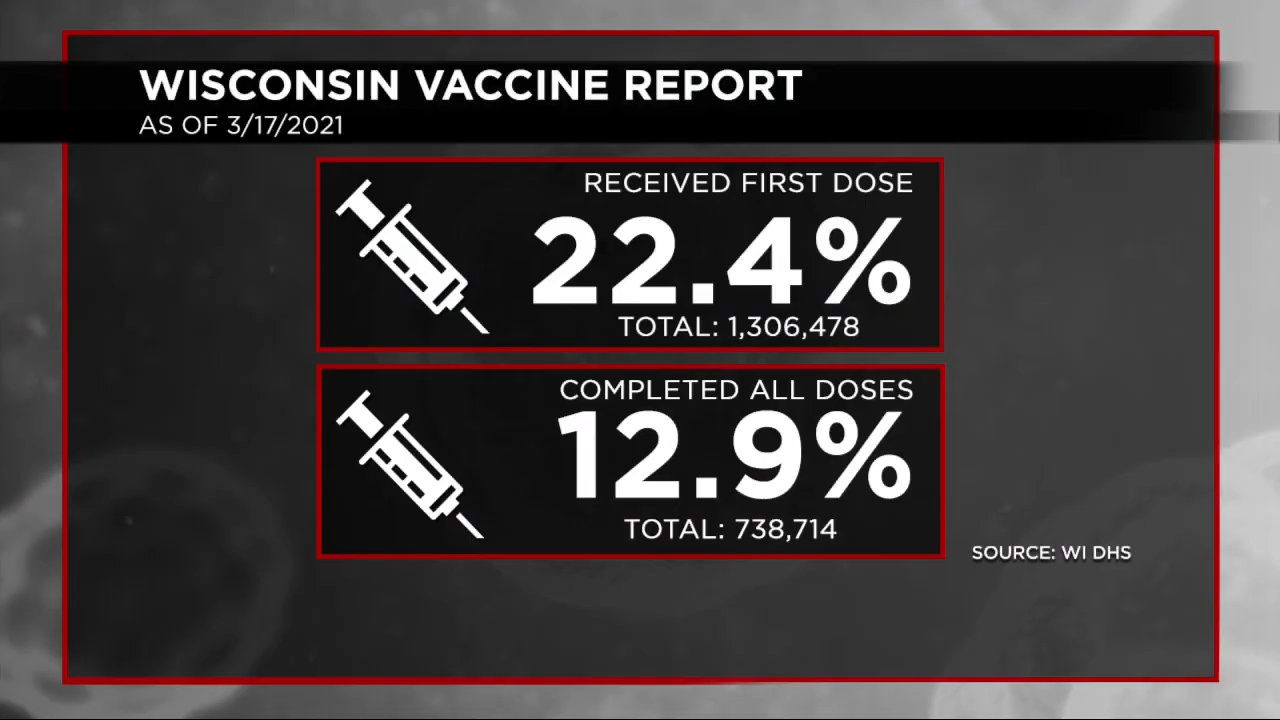 WISCONSIN VACCINE REPORT
AS OF 3/17/2021
RECEIVED FIRST DOSE
22.4%
TOTAL: 1,306,478
COMPLETED ALL DOSES
12.9%
TOTAL: 738,714
SOURCE: WI DHS